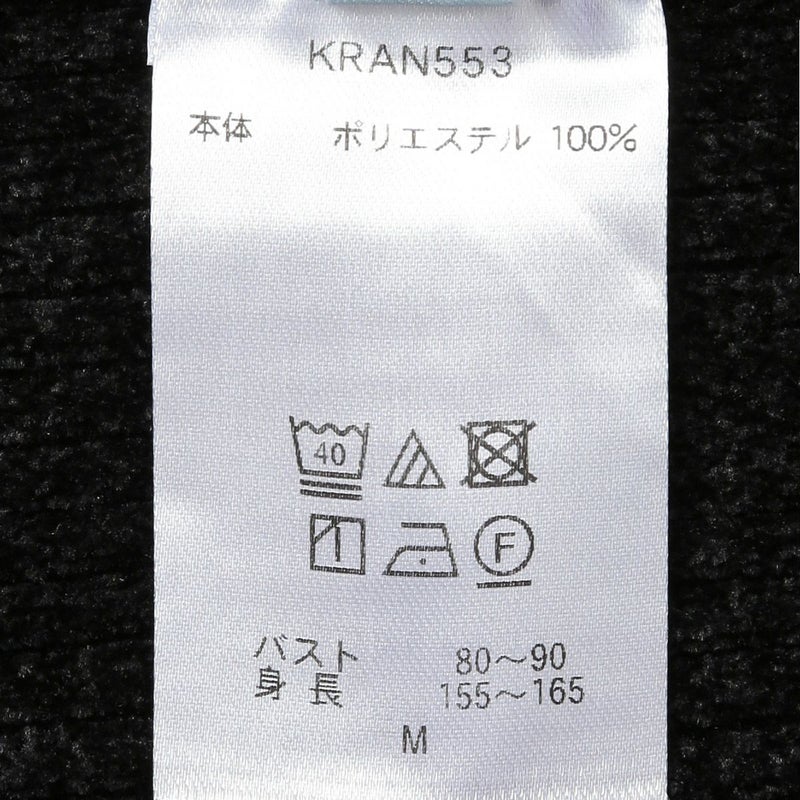 KRAN553
本体 ポリエステル 100%
40
F
バスト 80～90
身長 155～165
M